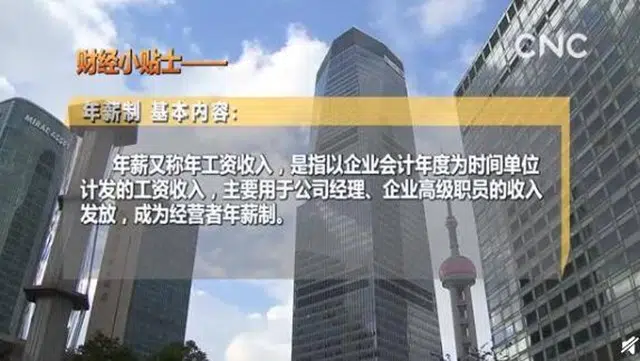 CNC
财经小贴士——
年薪制 基本内容:
年薪又称年工资收入，是指以企业会计年度为时间单位
计发的工资收入，主要用于公司经理、企业高级职员的收入
发放，成为经营者年薪制。